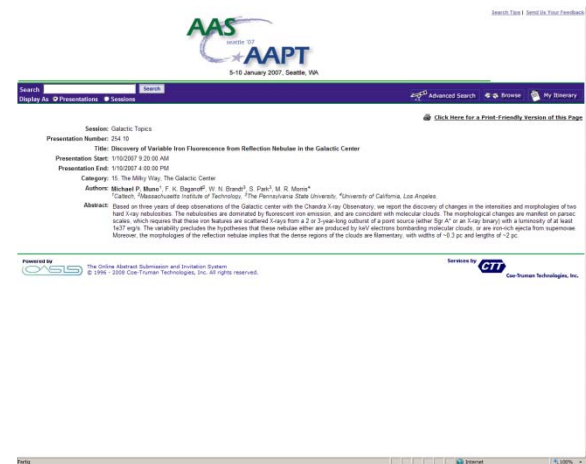 Search Tips | Send Us Your Feedback
AAS
seattle '07
AAPT
5-10 January 2007, Seattle, WA
Search Search
Display As Presentations Sessions
Advanced Search Browse My Itinerary
Click Here for a Print-Friendly Version of this Page
Session: Galactic Topics
Presentation Number: 254.10
Title: Discovery of Variable Iron Fluorescence from Reflection Nebulae in the Galactic Center
Presentation Start: 1/10/2007 9:20:00 AM
Presentation End: 1/10/2007 4:00:00 PM
Category: 15. The Milky Way, The Galactic Center
Authors: Michael P. Muno¹, F. K. Baganoff², W. N. Brandt³, S. Park³, M. R. Morris⁴
¹Caltech, ²Massachusetts Institute of Technology, ³The Pennsylvania State University, ⁴University of California, Los Angeles.
Abstract: Based on three years of deep observations of the Galactic center with the Chandra X-ray Observatory, we report the discovery of changes in the intensities and morphologies of two
hard X-ray nebulosities. The nebulosities are dominated by fluorescent iron emission, and are coincident with molecular clouds. The morphological changes are manifest on parsec
scales, which requires that these iron features are scattered X-rays from a 2 or 3-year-long outburst of a point source (either Sgr A* or an X-ray binary) with a luminosity of at least
1e37 erg/s. The variability precludes the hypotheses that these nebulae either are produced by keV electrons bombarding molecular clouds, or are iron-rich ejecta from supernovae.
Moreover, the morphologies of the reflection nebulae implies that the dense regions of the clouds are filamentary, with widths of ~0.3 pc and lengths of ~2 pc.
Powered by
OASIS
The Online Abstract Submission and Invitation System
© 1996 - 2008 Coe-Truman Technologies, Inc. All rights reserved.
Services by
CTT
Coe-Truman Technologies, Inc.
Fertig
Internet
100%